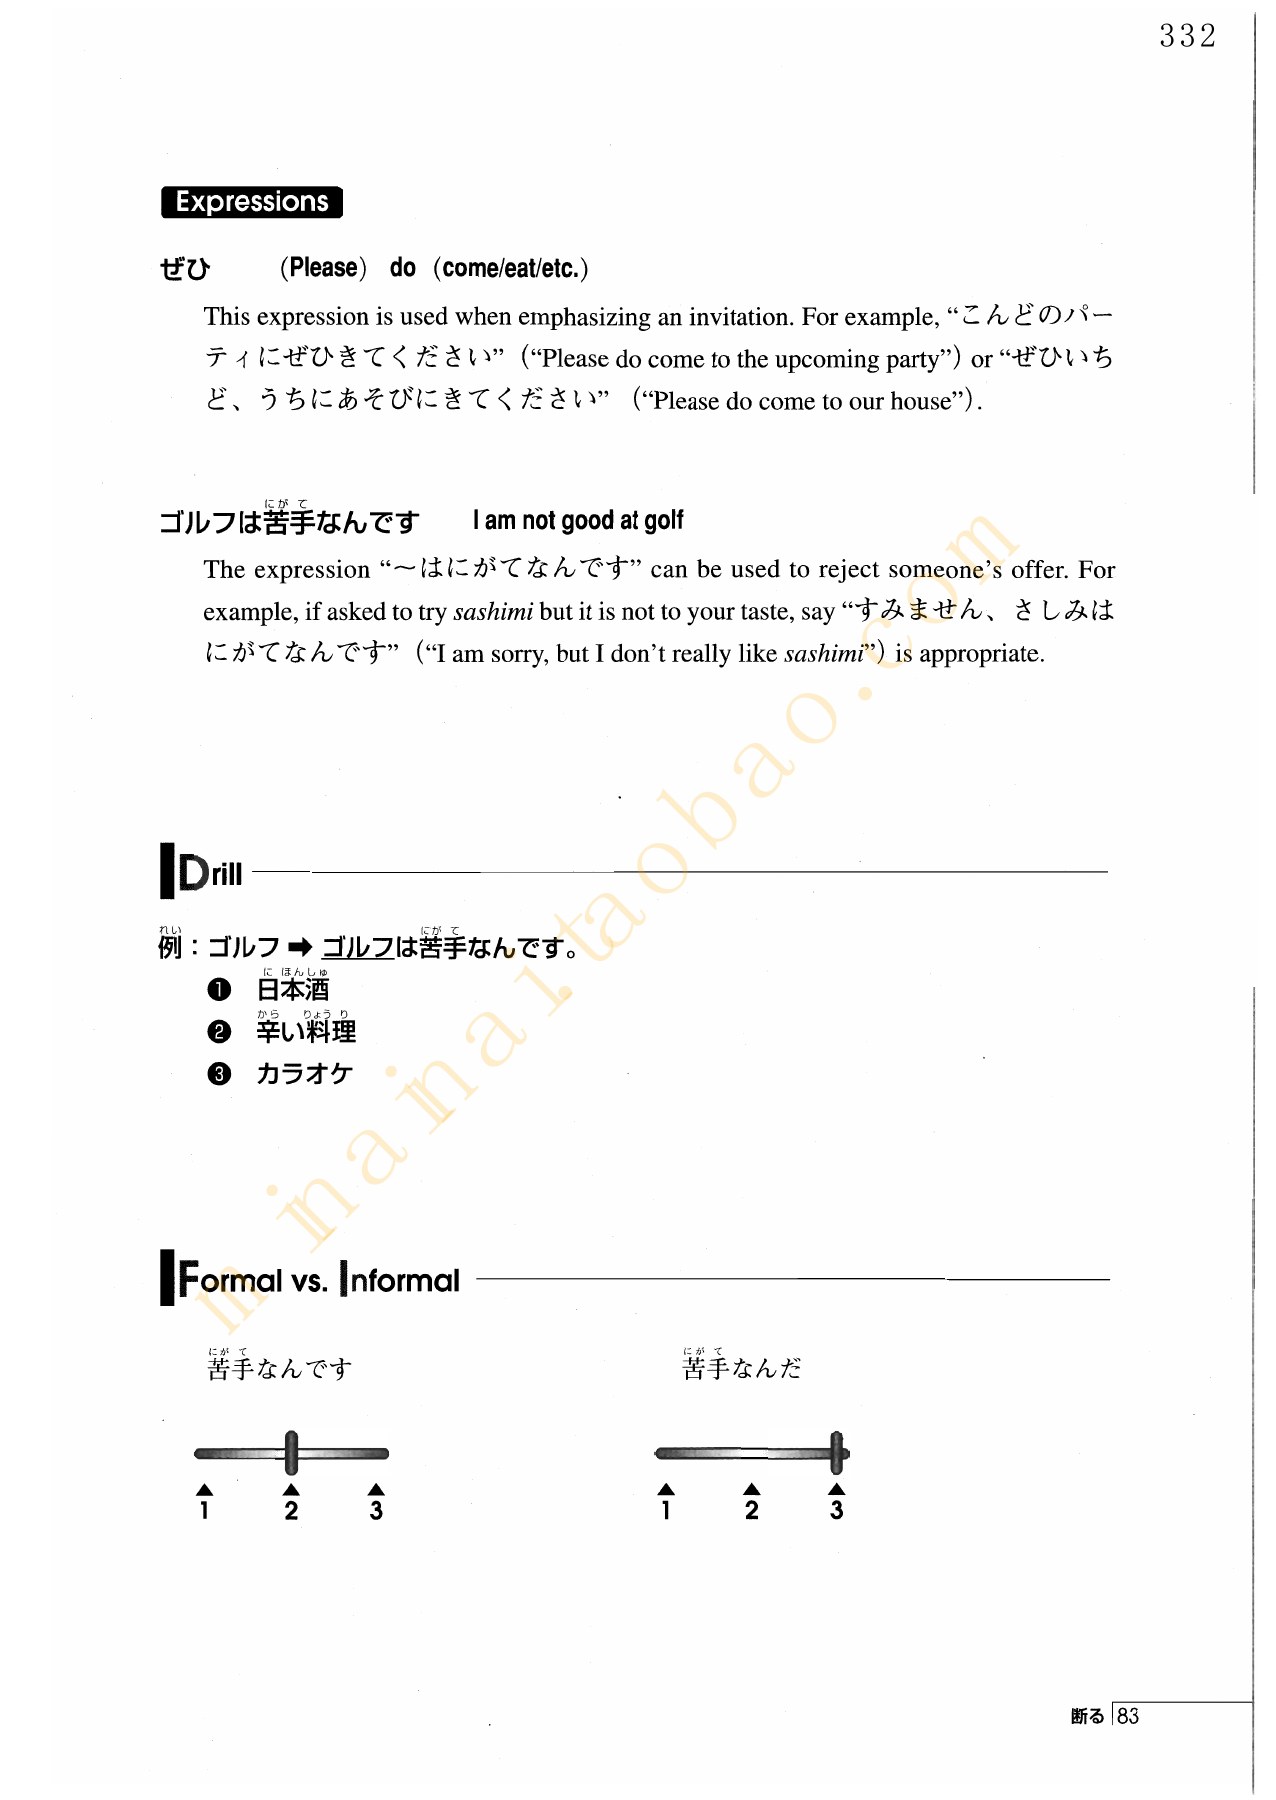 332
Expressions
ぜひ (Please) do (come/eat/etc.)
This expression is used when emphasizing an invitation. For example, “こんどのパー
ティにぜひきてください” (“Please do come to the upcoming party”) or “ぜひいち
ど、うちにあそびにきてください” (“Please do come to our house”).
にが て
ゴルフは苦手なんです I am not good at golf
The expression “〜はにがてなんです” can be used to reject someone’s offer. For
example, if asked to try sashimi but it is not to your taste, say “すみません、さしみは
にがてなんです” (“I am sorry, but I don’t really like sashimi”) is appropriate.
Drill
れい にが て
例：ゴルフ ➡ ゴルフは苦手なんです。
に ほんしゅ
❶ 日本酒
から りょう り
❷ 辛い料理
❸ カラオケ
Formal vs. Informal
にが て にが て
苦手なんです 苦手なんだ
▲ ▲ ▲ ▲ ▲ ▲
1 2 3 1 2 3
断る 83
minainai.taobao.com